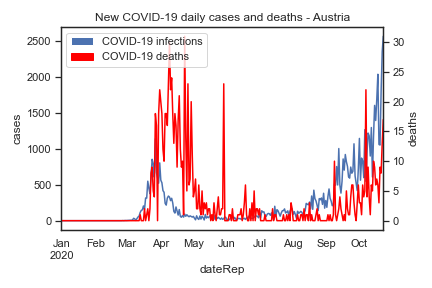 New COVID-19 daily cases and deaths - Austria
COVID-19 infections
COVID-19 deaths
2500
2000
1500
1000
500
0
cases
30
25
20
15
10
5
0
deaths
Jan Feb Mar Apr May Jun Jul Aug Sep Oct
2020
dateRep